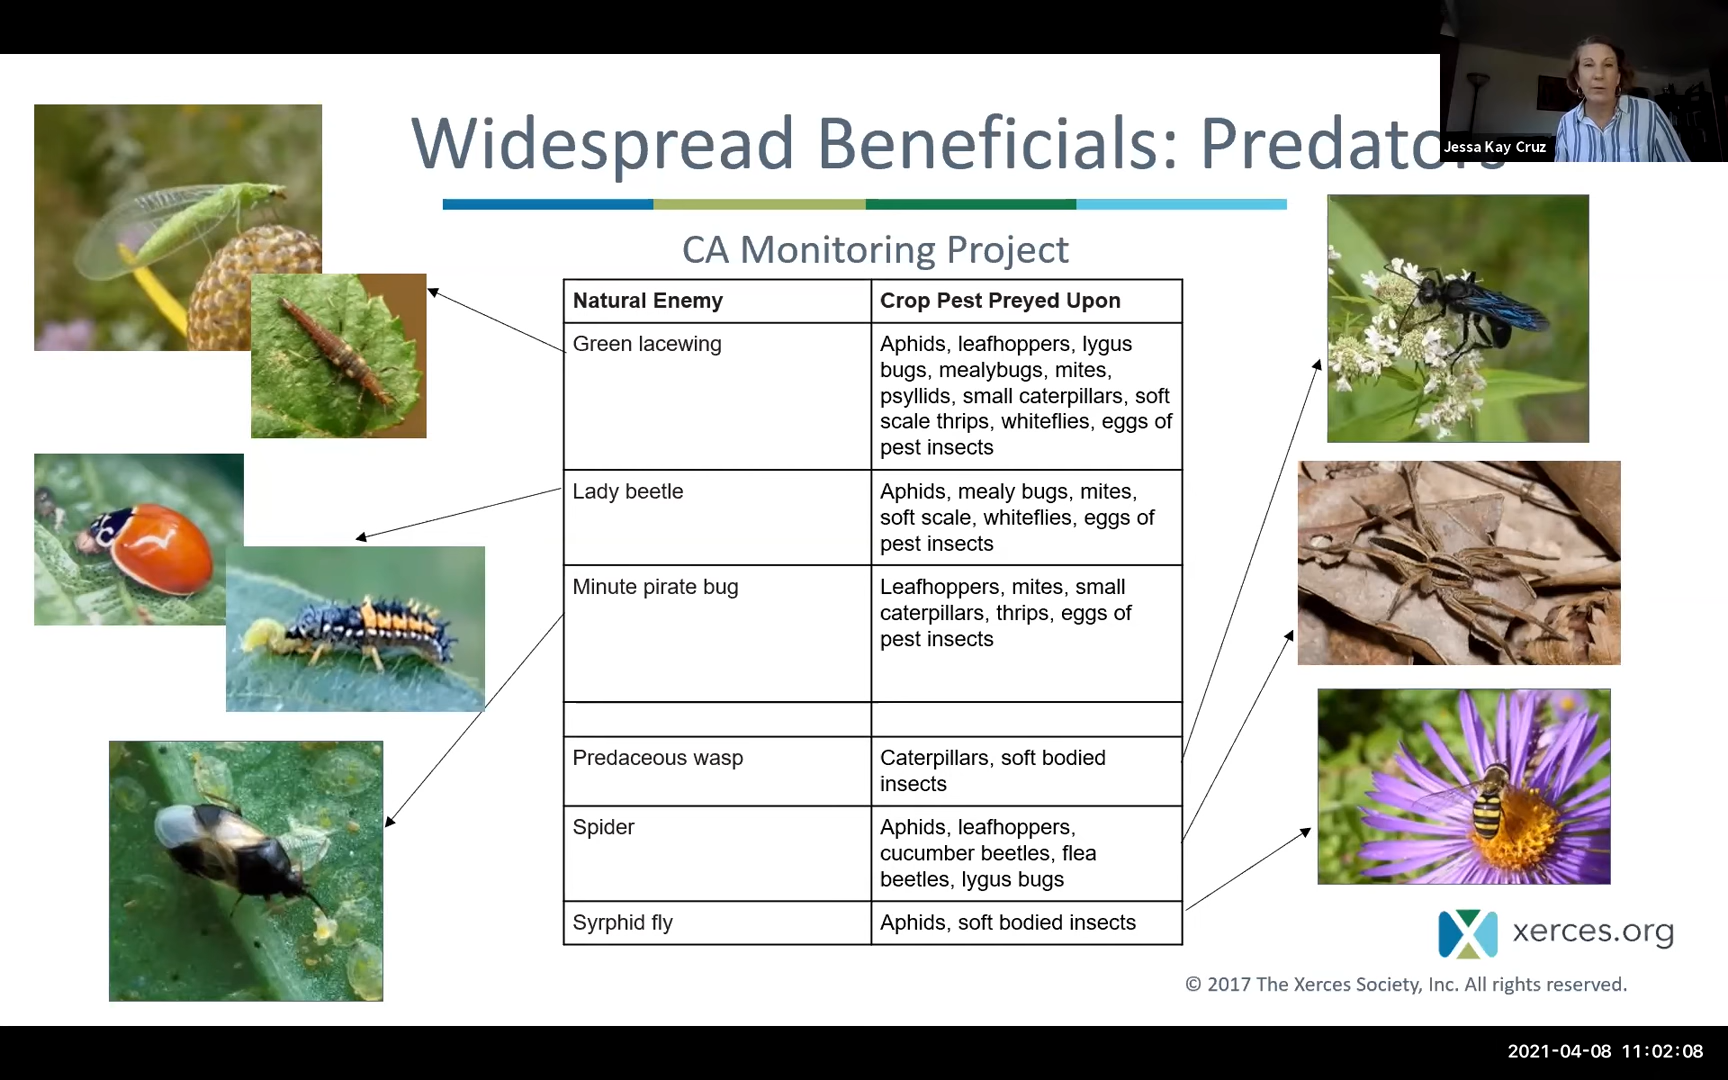 Widespread Beneficials: Predators
Jessa Kay Cruz
CA Monitoring Project
Natural Enemy
Crop Pest Preyed Upon
Green lacewing
Aphids, leafhoppers, lygus
bugs, mealybugs, mites,
psyllids, small caterpillars, soft
scale thrips, whiteflies, eggs of
pest insects
Lady beetle
Aphids, mealy bugs, mites,
soft scale, whiteflies, eggs of
pest insects
Minute pirate bug
Leafhoppers, mites, small
caterpillars, thrips, eggs of
pest insects
Predaceous wasp
Caterpillars, soft bodied
insects
Spider
Aphids, leafhoppers,
cucumber beetles, flea
beetles, lygus bugs
Syrphid fly
Aphids, soft bodied insects
xerces.org
© 2017 The Xerces Society, Inc. All rights reserved.
2021-04-08 11:02:08